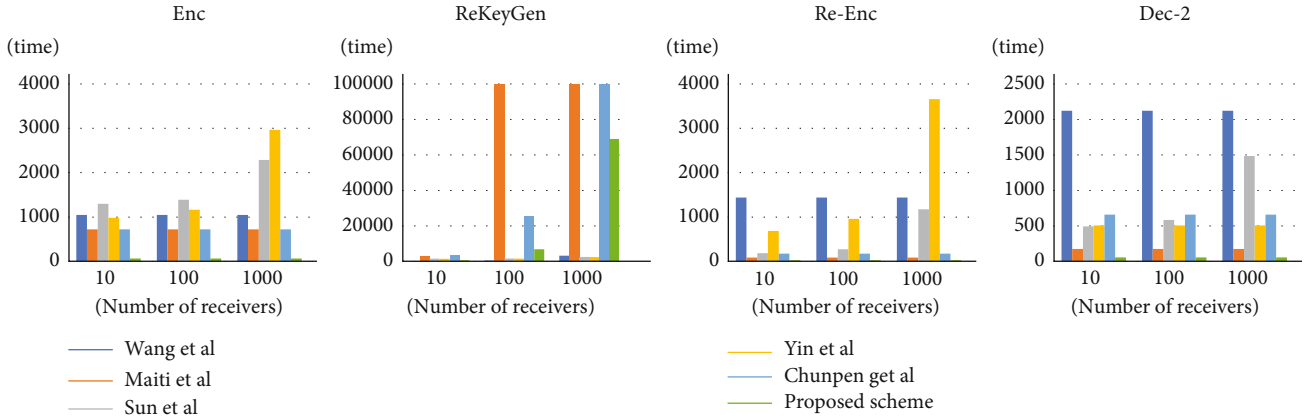 Enc
ReKeyGen
Re-Enc
Dec-2
(time)
(time)
(time)
(time)
4000
3000
2000
1000
0
10
100
1000
(Number of receivers)
100000
80000
60000
40000
20000
0
10
100
1000
(Number of receivers)
4000
3000
2000
1000
0
10
100
1000
(Number of receivers)
2500
2000
1500
1000
500
0
10
100
1000
(Number of receivers)
Wang et al
Maiti et al
Sun et al
Yin et al
Chunpen get al
Proposed scheme